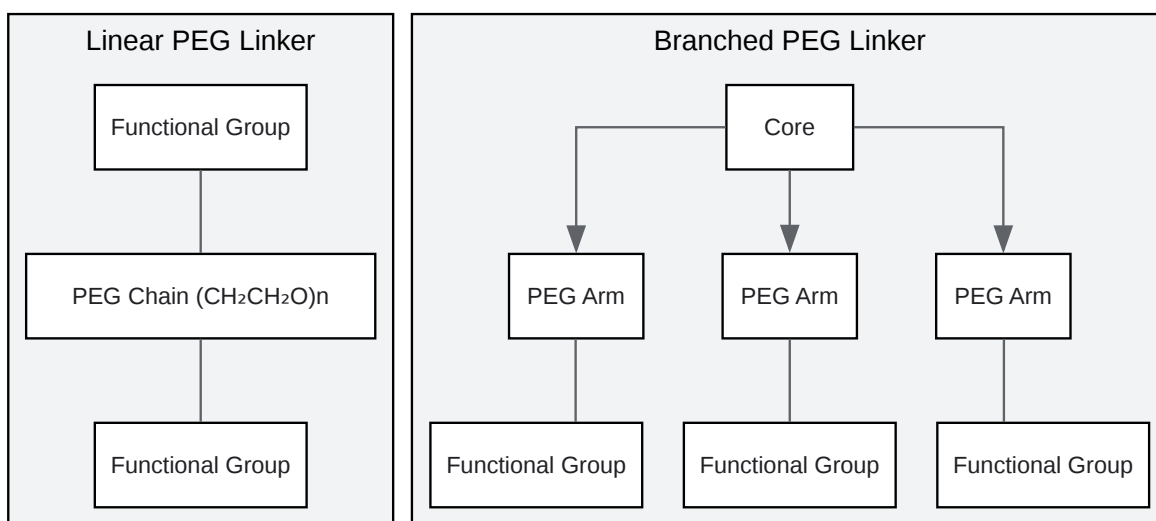 Linear PEG Linker
Functional Group
PEG Chain (CH₂CH₂O)n
Functional Group
Branched PEG Linker
Core
PEG Arm
PEG Arm
PEG Arm
Functional Group
Functional Group
Functional Group